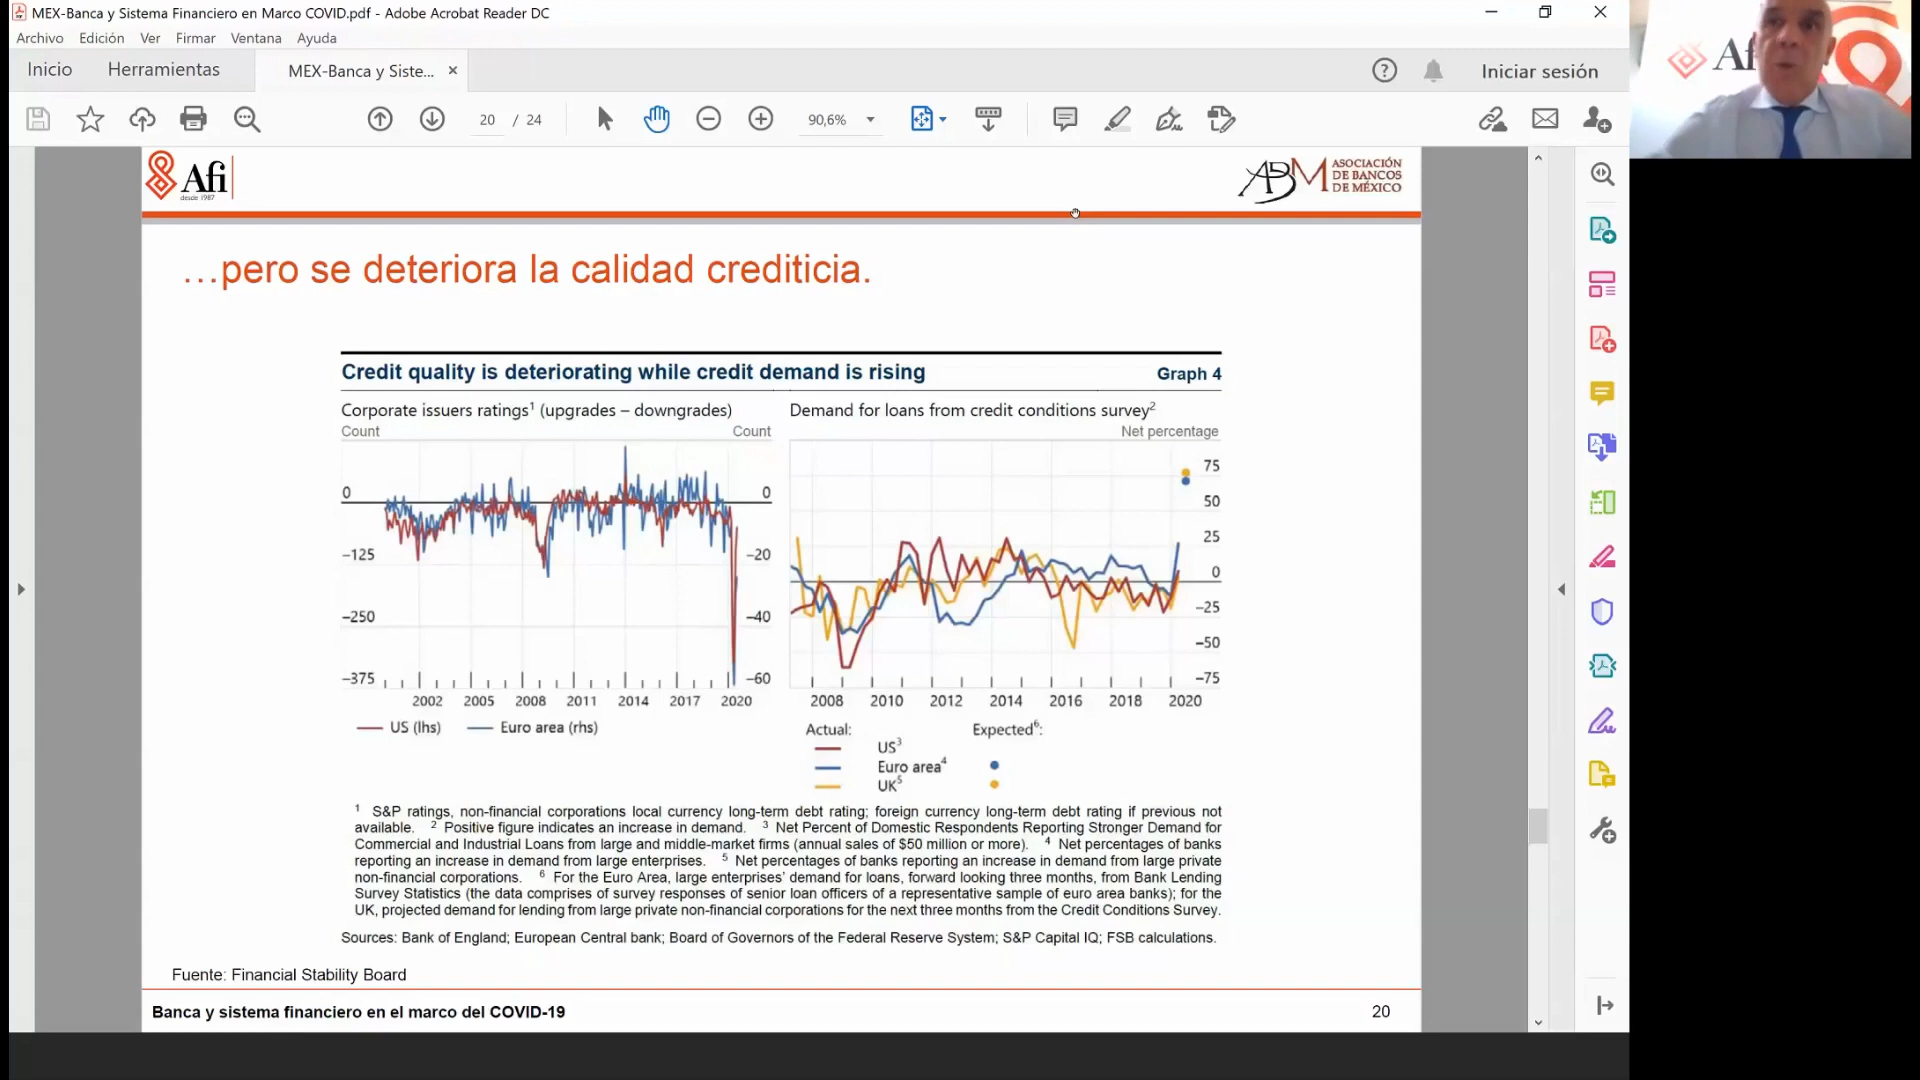 MEX-Banca y Sistema Financiero en Marco COVID.pdf - Adobe Acrobat Reader DC
Archivo Edición Ver Firmar Ventana Ayuda
Inicio Herramientas MEX-Banca y Siste... × Iniciar sesión
20 / 24 90,6%
Afi
desde 1987
ABM ASOCIACIÓN
DE BANCOS
DE MÉXICO
...pero se deteriora la calidad crediticia.
Credit quality is deteriorating while credit demand is rising Graph 4
Corporate issuers ratings¹ (upgrades – downgrades)
Count Count
0 0
–125 –20
–250 –40
–375 –60
2002 2005 2008 2011 2014 2017 2020
US (lhs) Euro area (rhs)
Demand for loans from credit conditions survey²
Net percentage
75
50
25
0
–25
–50
–75
2008 2010 2012 2014 2016 2018 2020
Actual: Expected⁶:
US³
Euro area⁴
UK⁵
¹ S&P ratings, non-financial corporations local currency long-term debt rating; foreign currency long-term debt rating if previous not
available. ² Positive figure indicates an increase in demand. ³ Net Percent of Domestic Respondents Reporting Stronger Demand for
Commercial and Industrial Loans from large and middle-market firms (annual sales of $50 million or more). ⁴ Net percentages of banks
reporting an increase in demand from large enterprises. ⁵ Net percentages of banks reporting an increase in demand from large private
non-financial corporations. ⁶ For the Euro Area, large enterprises' demand for loans, forward looking three months, from Bank Lending
Survey Statistics (the data comprises of survey responses of senior loan officers of a representative sample of euro area banks); for the
UK, projected demand for lending from large private non-financial corporations for the next three months from the Credit Conditions Survey.
Sources: Bank of England; European Central bank; Board of Governors of the Federal Reserve System; S&P Capital IQ; FSB calculations.
Fuente: Financial Stability Board
Banca y sistema financiero en el marco del COVID-19 20